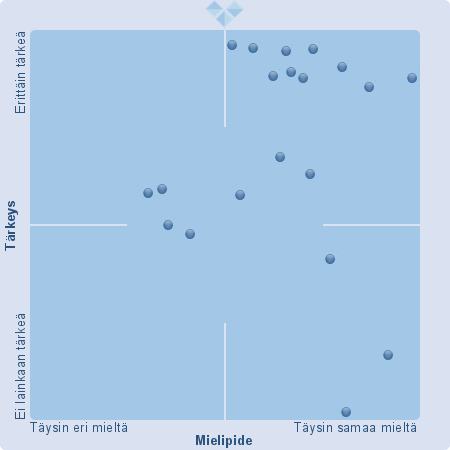 Erittäin tärkeä
Tärkeys
Ei lainkaan tärkeä
Täysin eri mieltä
Täysin samaa mieltä
Mielipide